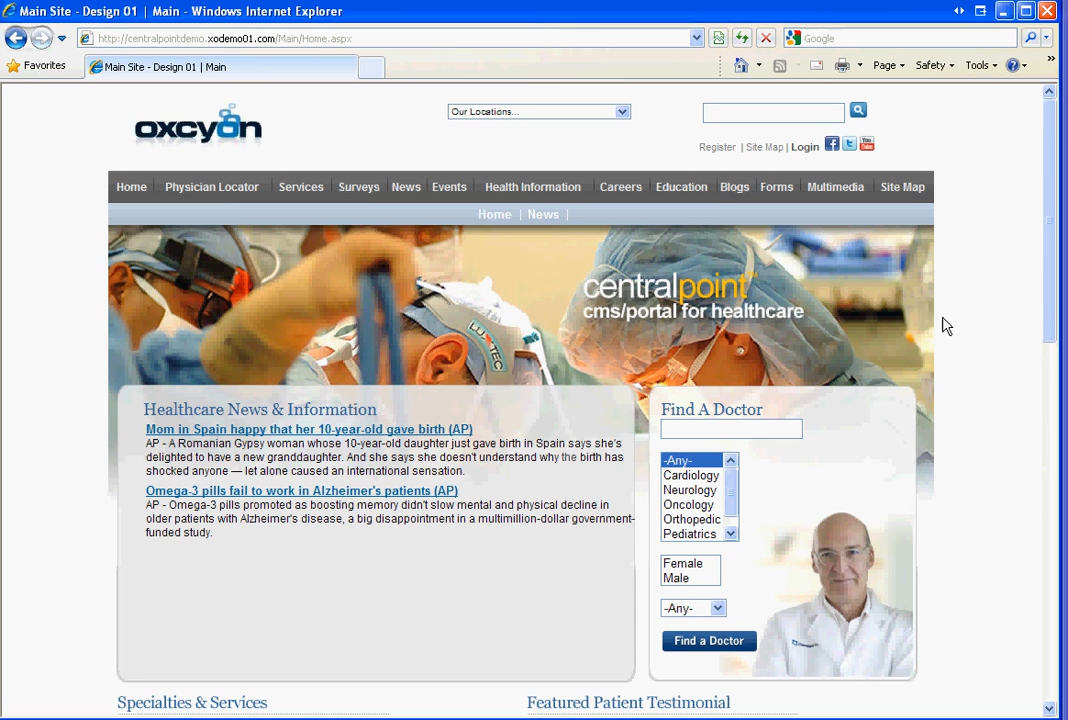 Main Site - Design 01 | Main - Windows Internet Explorer
http://centralpointdemo.xodemo01.com/Main/Home.aspx
Google
Favorites
Main Site - Design 01 | Main
Page
Safety
Tools
oxcyon
Our Locations...
Register | Site Map | Login
You Tube
Home Physician Locator Services Surveys News Events Health Information Careers Education Blogs Forms Multimedia Site Map
Home | News |
LUXTEC
centralpoint™
cms/portal for healthcare
Healthcare News & Information
Mom in Spain happy that her 10-year-old gave birth (AP)
AP - A Romanian Gypsy woman whose 10-year-old daughter just gave birth in Spain says she's
delighted to have a new granddaughter. And she says she doesn't understand why the birth has
shocked anyone — let alone caused an international sensation.
Omega-3 pills fail to work in Alzheimer's patients (AP)
AP - Omega-3 pills promoted as boosting memory didn't slow mental and physical decline in
older patients with Alzheimer's disease, a big disappointment in a multimillion-dollar government-
funded study.
Find A Doctor
-Any-
Cardiology
Neurology
Oncology
Orthopedic
Pediatrics
Female
Male
-Any-
Find a Doctor
Specialties & Services
Featured Patient Testimonial